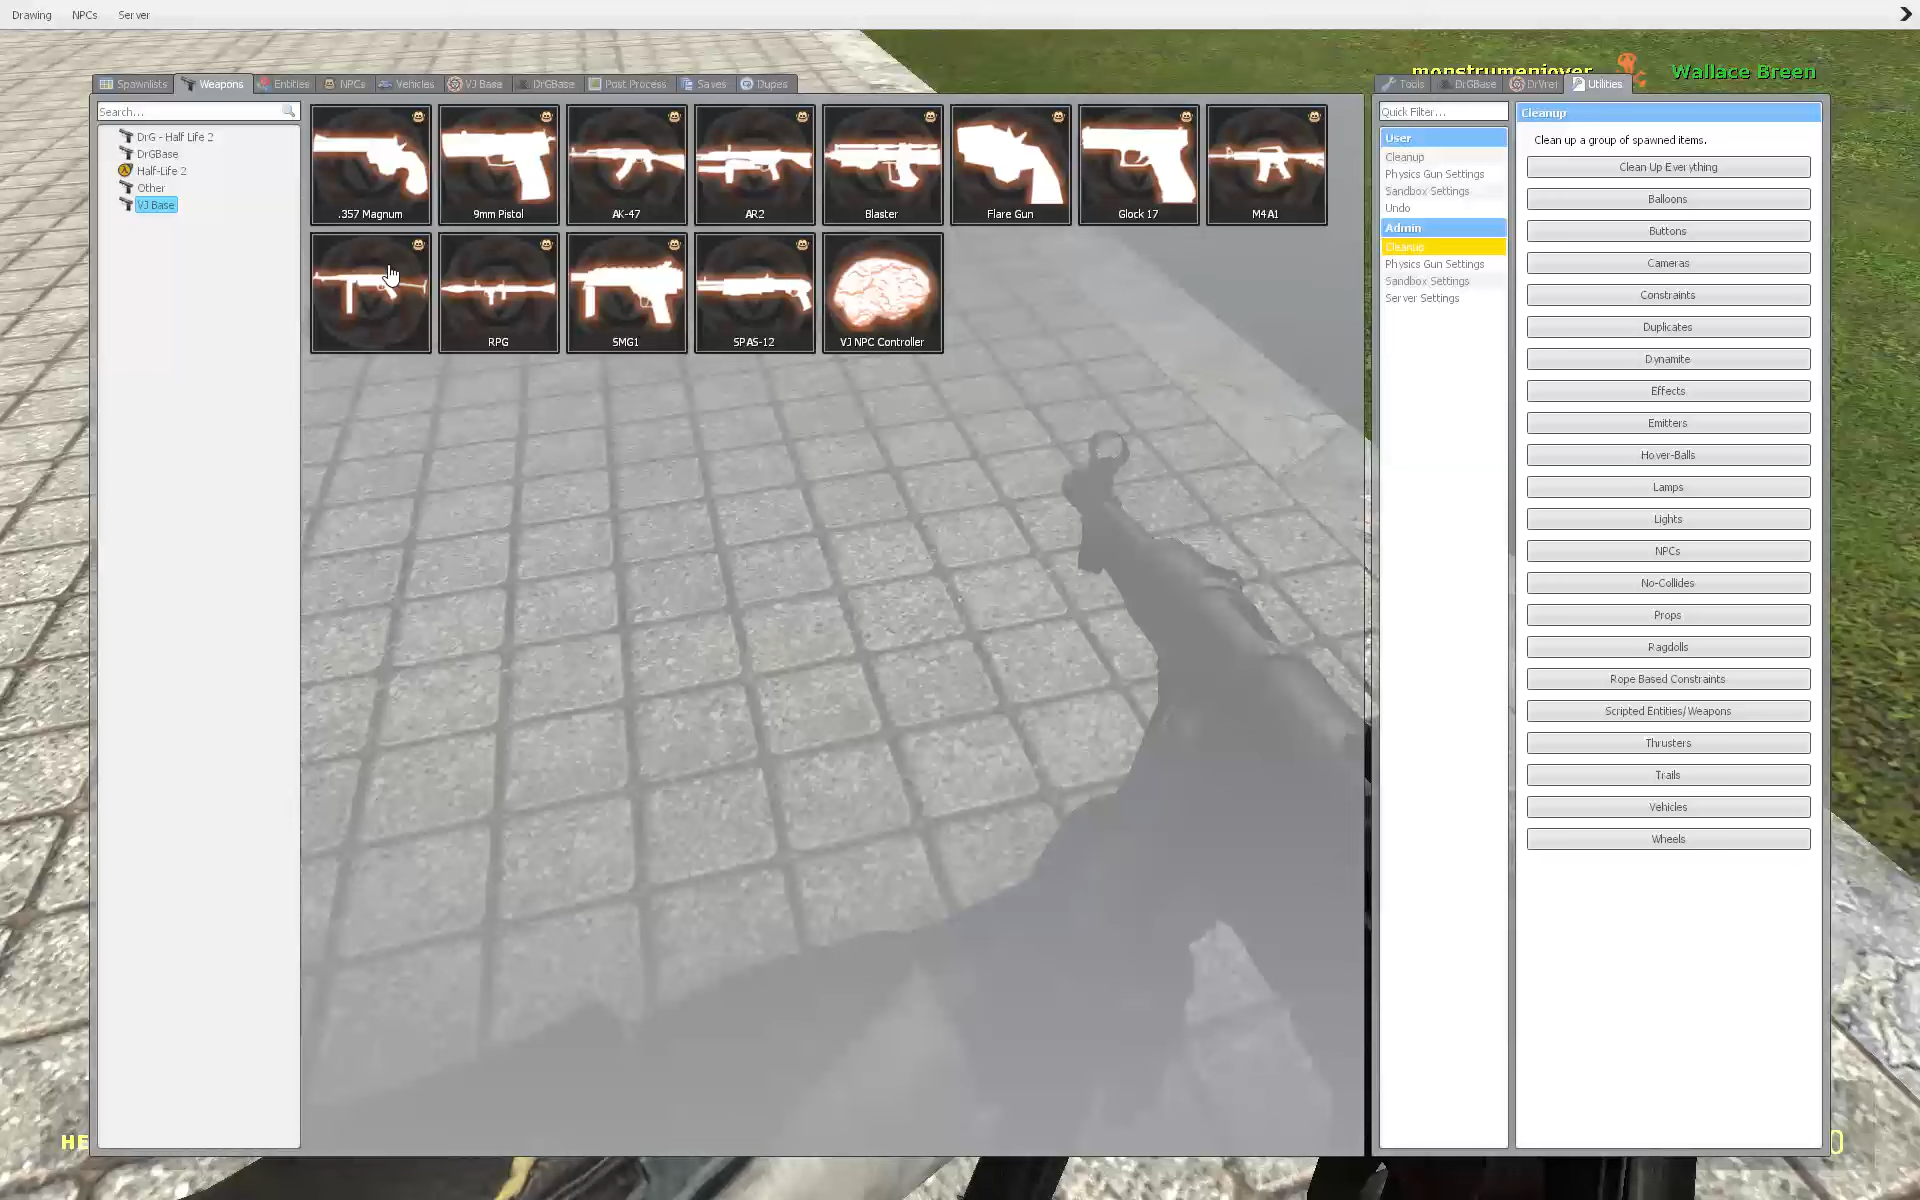 Drawing NPCs Server
monstrumenjoyer Wallace Breen
Spawnlists Weapons Entities NPCs Vehicles VJ Base DrGBase Post Process Saves Dupes
Tools DrGBase DrVrej Utilities
Search...
DrG - Half Life 2
DrGBase
Half-Life 2
Other
VJ Base
.357 Magnum 9mm Pistol AK-47 AR2 Blaster Flare Gun Glock 17 M4A1
RPG SMG1 SPAS-12 VJ NPC Controller
Quick Filter...
User
Cleanup
Physics Gun Settings
Sandbox Settings
Undo
Admin
Cleanup
Physics Gun Settings
Sandbox Settings
Server Settings
Cleanup
Clean up a group of spawned items.
Clean Up Everything
Balloons
Buttons
Cameras
Constraints
Duplicates
Dynamite
Effects
Emitters
Hover-Balls
Lamps
Lights
NPCs
No-Collides
Props
Ragdolls
Rope Based Constraints
Scripted Entities/Weapons
Thrusters
Trails
Vehicles
Wheels
HE
0